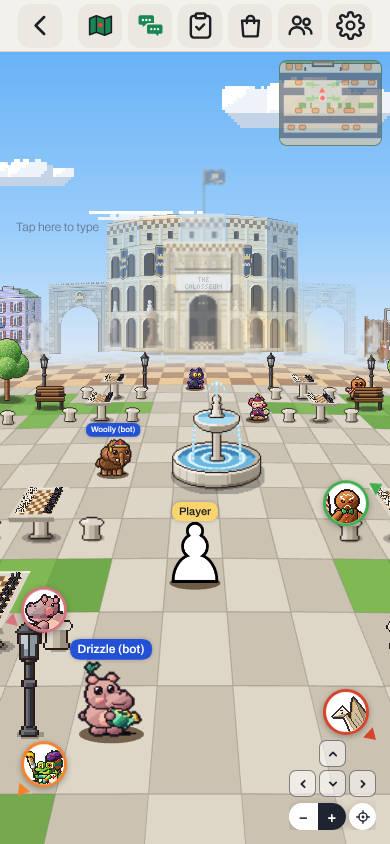 Tap here to type
THE
COLOSSEUM
Woolly (bot)
Player
Drizzle (bot)